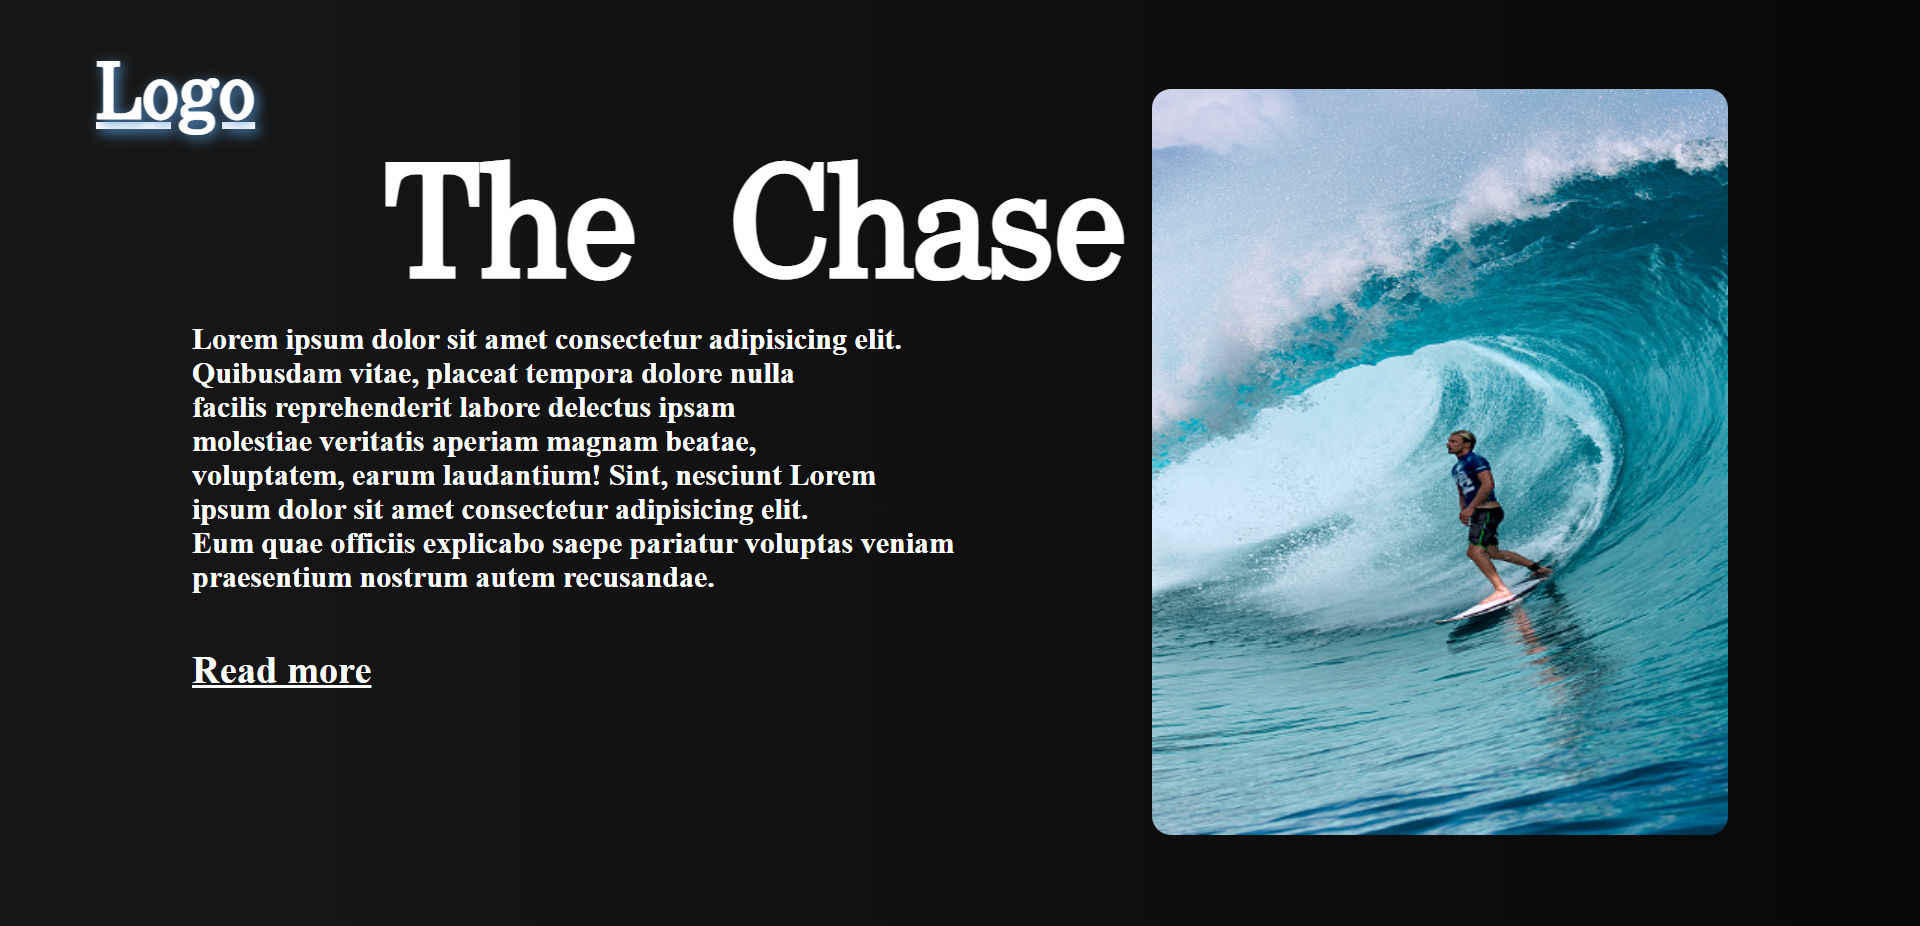 Logo
The Chase
Lorem ipsum dolor sit amet consectetur adipisicing elit.
Quibusdam vitae, placeat tempora dolore nulla
facilis reprehenderit labore delectus ipsam
molestiae veritatis aperiam magnam beatae,
voluptatem, earum laudantium! Sint, nesciunt Lorem
ipsum dolor sit amet consectetur adipisicing elit.
Eum quae officiis explicabo saepe pariatur voluptas veniam
praesentium nostrum autem recusandae.
Read more